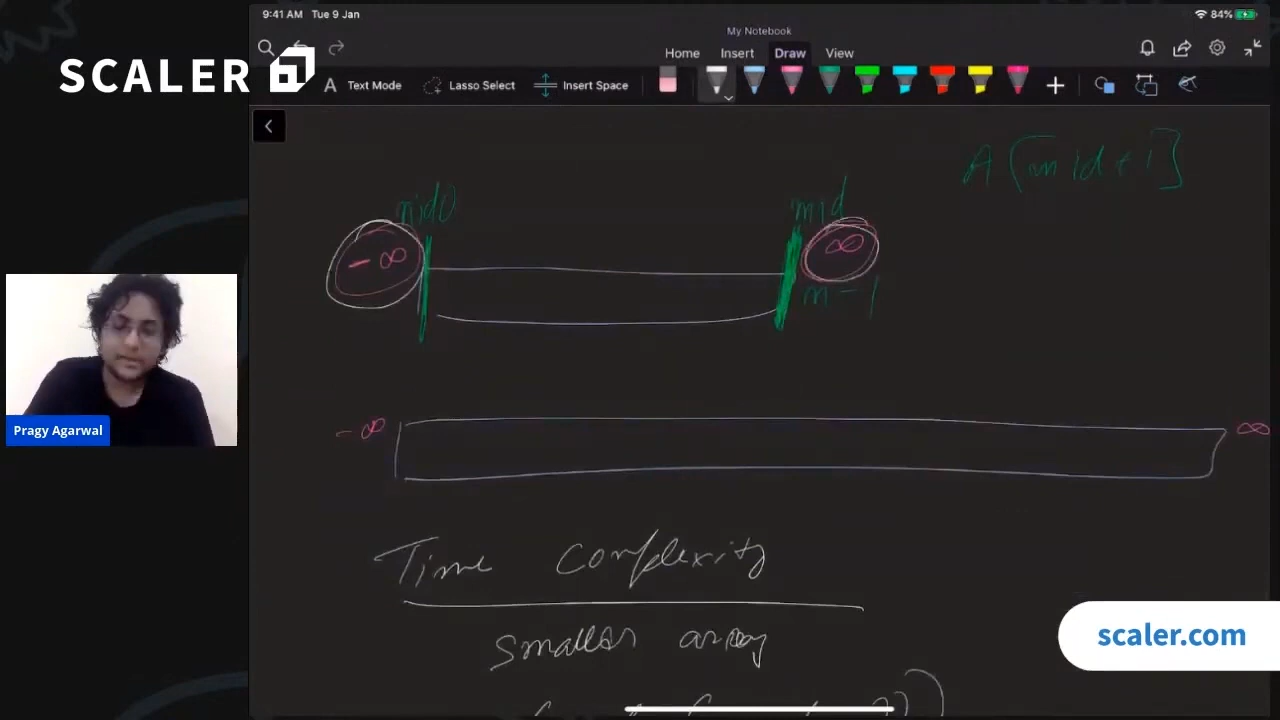 9:41 AM Tue 9 Jan
84%
My Notebook
Home Insert Draw View
SCALER
Text Mode Lasso Select Insert Space
A[mid+1]
mid0 mid
-∞ ∞
m-1
-∞ ∞
Pragy Agarwal
Time Complexity
smaller array
scaler.com